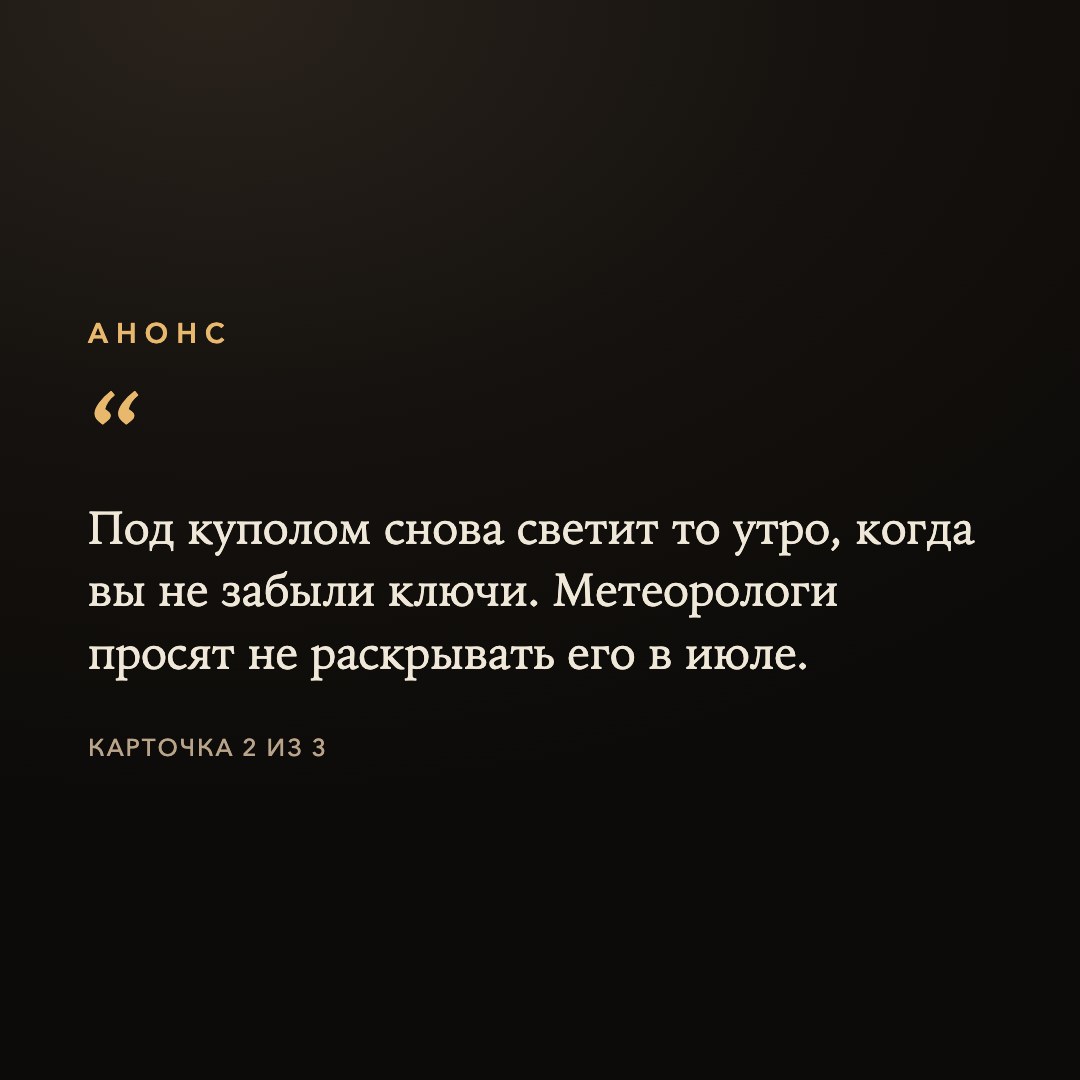 АНОНС
“
Под куполом снова светит то утро, когда
вы не забыли ключи. Метеорологи
просят не раскрывать его в июле.
КАРТОЧКА 2 ИЗ 3